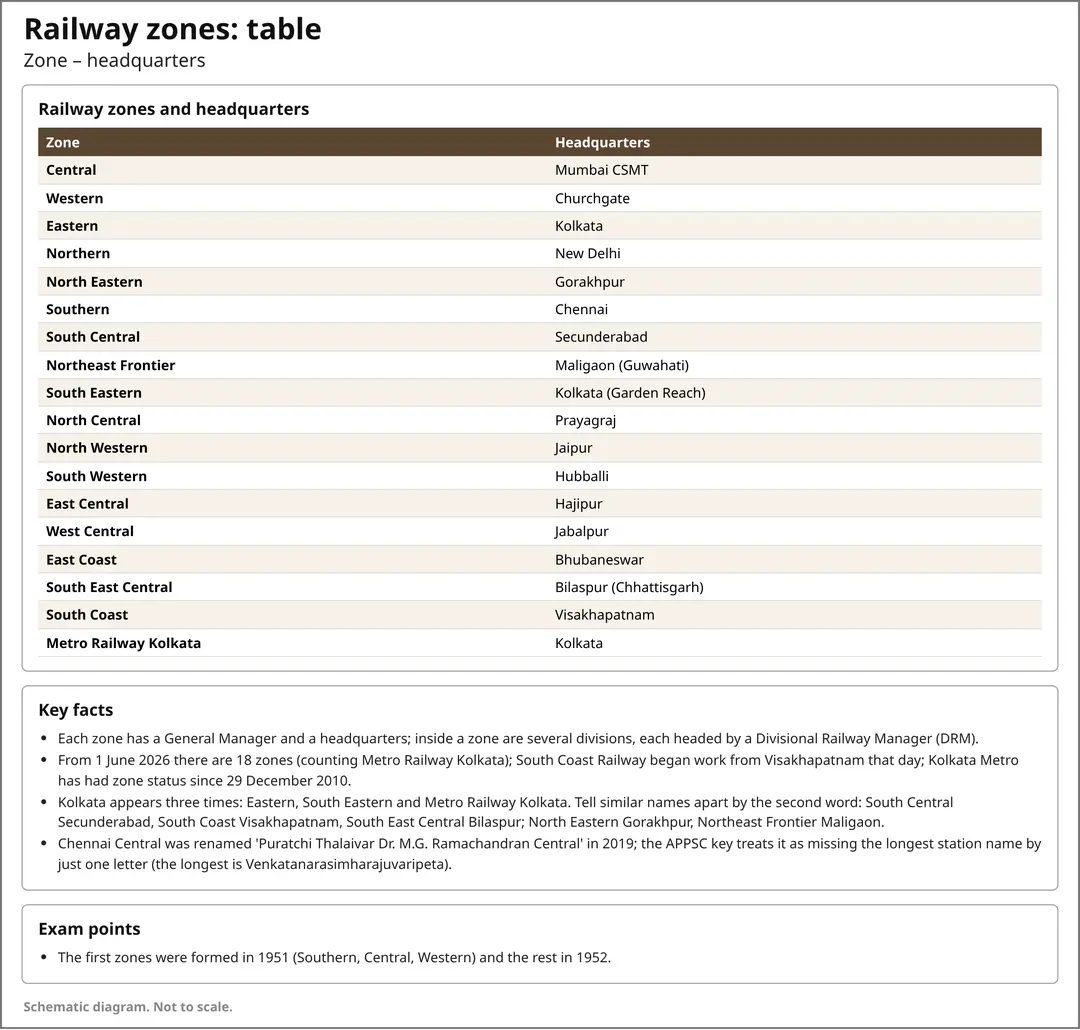 Railway zones: table
Zone – headquarters
Railway zones and headquarters
Zone Headquarters
Central Mumbai CSMT
Western Churchgate
Eastern Kolkata
Northern New Delhi
North Eastern Gorakhpur
Southern Chennai
South Central Secunderabad
Northeast Frontier Maligaon (Guwahati)
South Eastern Kolkata (Garden Reach)
North Central Prayagraj
North Western Jaipur
South Western Hubballi
East Central Hajipur
West Central Jabalpur
East Coast Bhubaneswar
South East Central Bilaspur (Chhattisgarh)
South Coast Visakhapatnam
Metro Railway Kolkata Kolkata
Key facts
• Each zone has a General Manager and a headquarters; inside a zone are several divisions, each headed by a Divisional Railway Manager (DRM).
• From 1 June 2026 there are 18 zones (counting Metro Railway Kolkata); South Coast Railway began work from Visakhapatnam that day; Kolkata Metro
has had zone status since 29 December 2010.
• Kolkata appears three times: Eastern, South Eastern and Metro Railway Kolkata. Tell similar names apart by the second word: South Central
Secunderabad, South Coast Visakhapatnam, South East Central Bilaspur; North Eastern Gorakhpur, Northeast Frontier Maligaon.
• Chennai Central was renamed 'Puratchi Thalaivar Dr. M.G. Ramachandran Central' in 2019; the APPSC key treats it as missing the longest station name by
just one letter (the longest is Venkatanarasimharajuvaripeta).
Exam points
• The first zones were formed in 1951 (Southern, Central, Western) and the rest in 1952.
Schematic diagram. Not to scale.